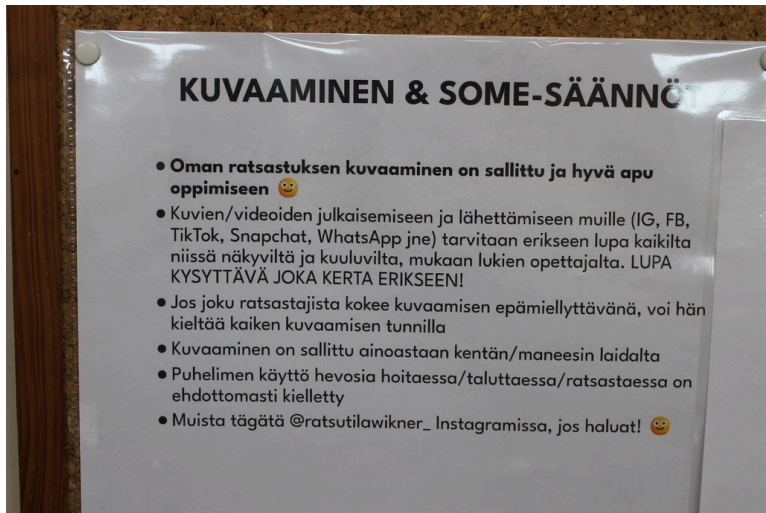 KUVAAMINEN & SOME-SÄÄNNÖT
● Oman ratsastuksen kuvaaminen on sallittu ja hyvä apu
oppimiseen 🙂
● Kuvien/videoiden julkaisemiseen ja lähettämiseen muille (IG, FB,
TikTok, Snapchat, WhatsApp jne) tarvitaan erikseen lupa kaikilta
niissä näkyviltä ja kuuluvilta, mukaan lukien opettajalta. LUPA
KYSYTTÄVÄ JOKA KERTA ERIKSEEN!
● Jos joku ratsastajista kokee kuvaamisen epämiellyttävänä, voi hän
kieltää kaiken kuvaamisen tunnilla
● Kuvaaminen on sallittu ainoastaan kentän/maneesin laidalta
● Puhelimen käyttö hevosia hoitaessa/taluttaessa/ratsastaessa on
ehdottomasti kielletty
● Muista tägätä @ratsutilawikner_ Instagramissa, jos haluat! 🙂